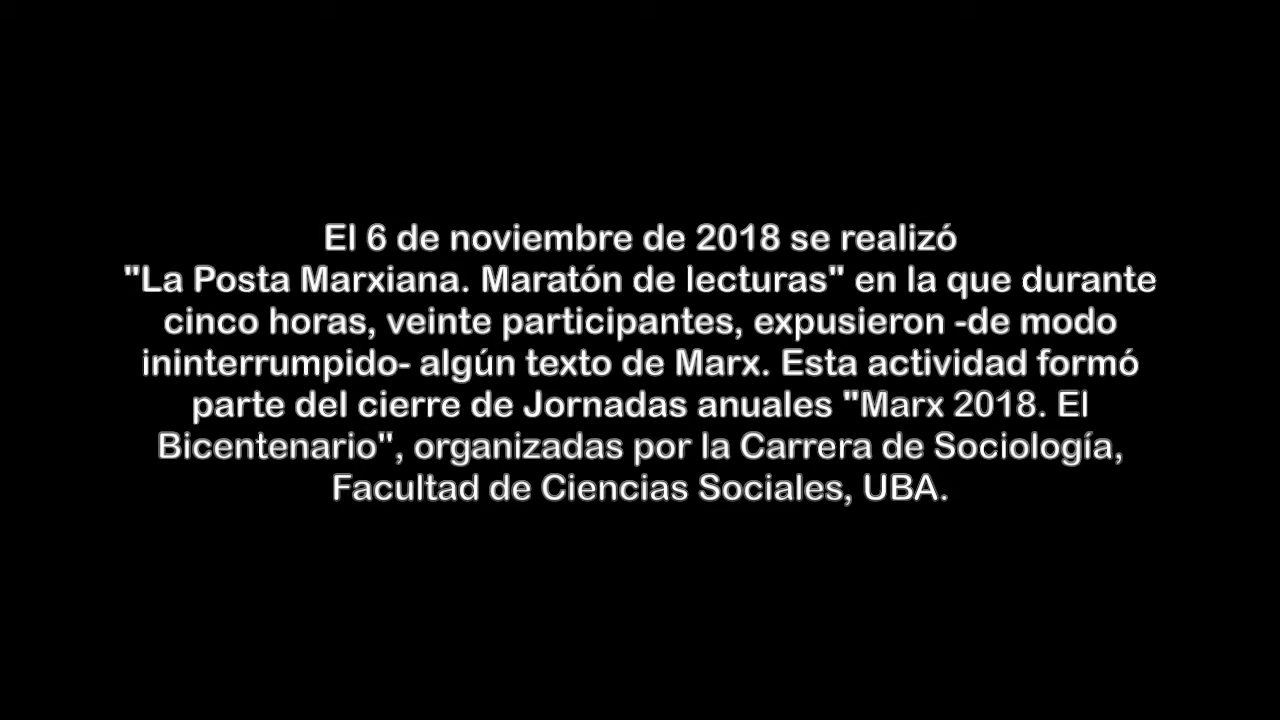 El 6 de noviembre de 2018 se realizó
"La Posta Marxiana. Maratón de lecturas" en la que durante
cinco horas, veinte participantes, expusieron -de modo
ininterrumpido- algún texto de Marx. Esta actividad formó
parte del cierre de Jornadas anuales "Marx 2018. El
Bicentenario", organizadas por la Carrera de Sociología,
Facultad de Ciencias Sociales, UBA.